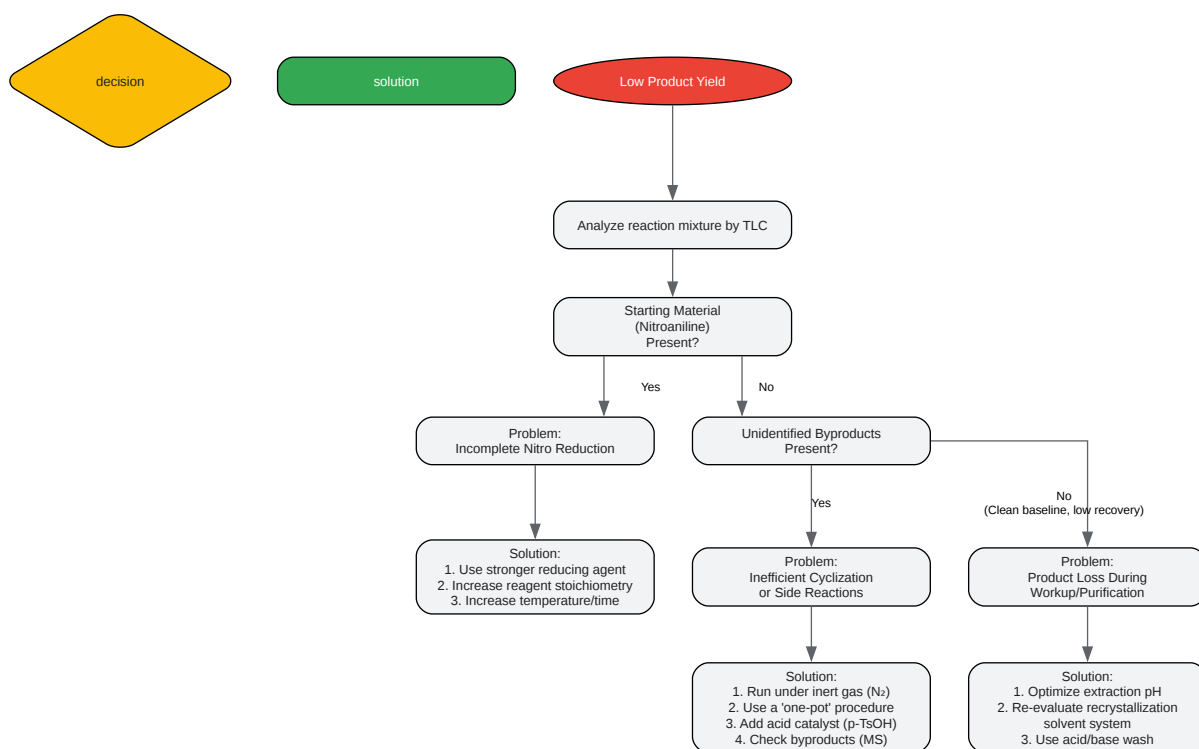 decision
solution
Low Product Yield
Analyze reaction mixture by TLC
Starting Material
(Nitroaniline)
Present?
Yes
No
Problem:
Incomplete Nitro Reduction
Unidentified Byproducts
Present?
Yes
No
(Clean baseline, low recovery)
Solution:
1. Use stronger reducing agent
2. Increase reagent stoichiometry
3. Increase temperature/time
Problem:
Inefficient Cyclization
or Side Reactions
Problem:
Product Loss During
Workup/Purification
Solution:
1. Run under inert gas (N₂)
2. Use a 'one-pot' procedure
3. Add acid catalyst (p-TsOH)
4. Check byproducts (MS)
Solution:
1. Optimize extraction pH
2. Re-evaluate recrystallization
solvent system
3. Use acid/base wash